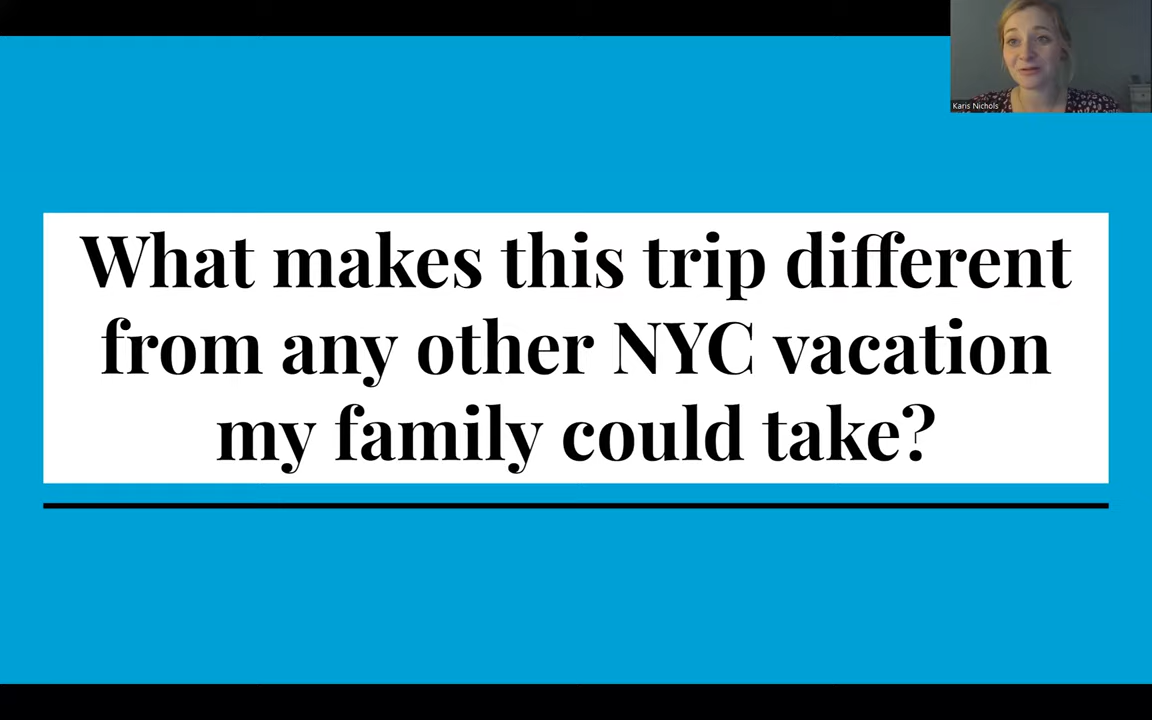 Karis Nichols
What makes this trip different
from any other NYC vacation
my family could take?